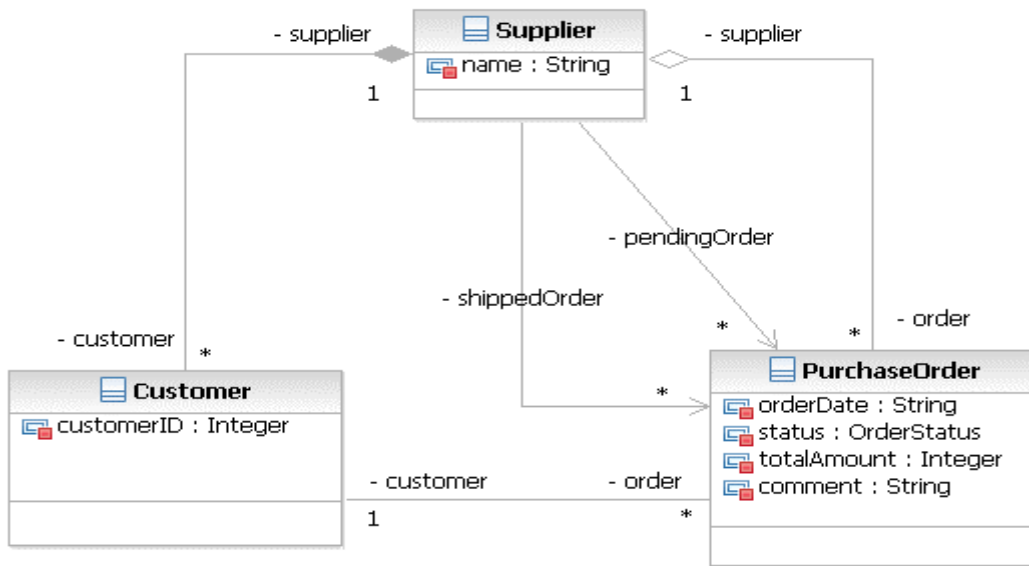 - supplier
Supplier
- supplier
name : String
1
1
- pendingOrder
- shippedOrder
- customer
*
*
*
- order
Customer
PurchaseOrder
customerID : Integer
*
orderDate : String
status : OrderStatus
totalAmount : Integer
comment : String
- customer
- order
1
*